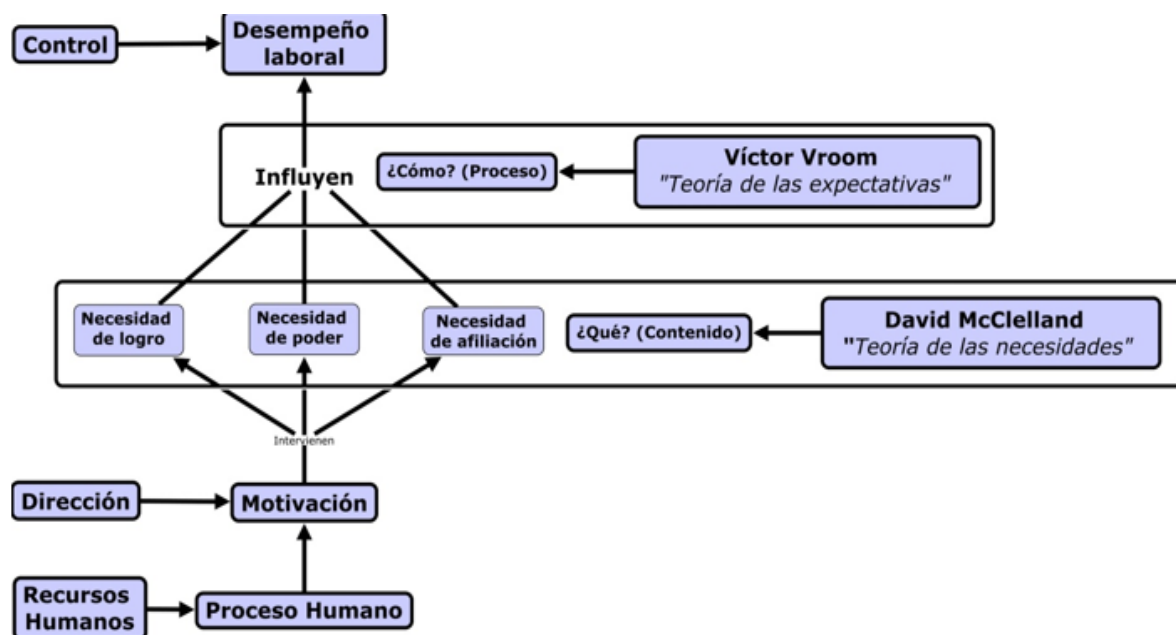 Control
Desempeño
laboral
Influyen
¿Cómo? (Proceso)
Víctor Vroom
"Teoría de las expectativas"
Necesidad
de logro
Necesidad
de poder
Necesidad
de afiliación
¿Qué? (Contenido)
David McClelland
"Teoría de las necesidades"
Intervienen
Dirección
Motivación
Recursos
Humanos
Proceso Humano